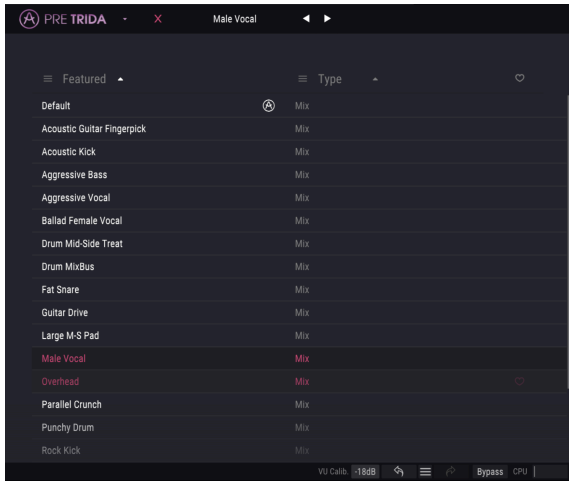 PRE TRIDA X Male Vocal
Featured Type
Default Mix
Acoustic Guitar Fingerpick Mix
Acoustic Kick Mix
Aggressive Bass Mix
Aggressive Vocal Mix
Ballad Female Vocal Mix
Drum Mid-Side Treat Mix
Drum MixBus Mix
Fat Snare Mix
Guitar Drive Mix
Large M-S Pad Mix
Male Vocal Mix
Overhead Mix
Parallel Crunch Mix
Punchy Drum Mix
Rock Kick Mix
VU Calib. -18dB Bypass CPU